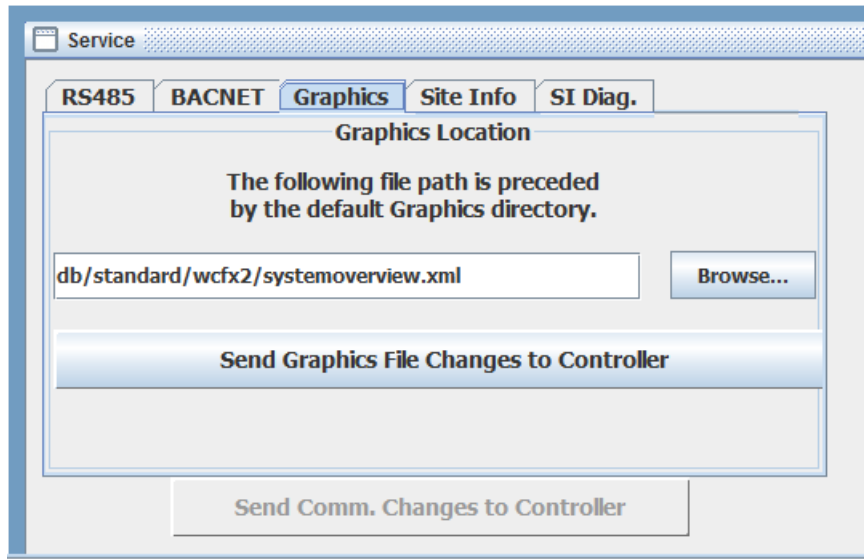 Service
RS485 BACNET Graphics Site Info SI Diag.
Graphics Location
The following file path is preceded
by the default Graphics directory.
db/standard/wcfx2/systemoverview.xml Browse...
Send Graphics File Changes to Controller
Send Comm. Changes to Controller